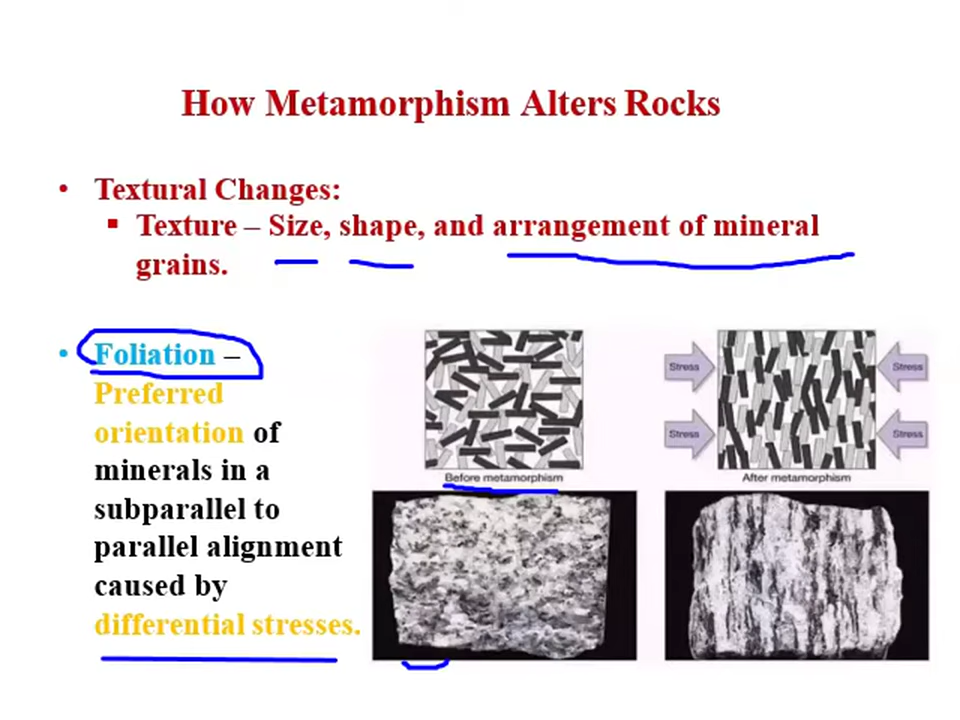 How Metamorphism Alters Rocks
• Textural Changes:
▪ Texture – Size, shape, and arrangement of mineral
grains.
• Foliation –
Preferred
orientation of
minerals in a
subparallel to
parallel alignment
caused by
differential stresses.
Before metamorphism
Stress
Stress
Stress
Stress
After metamorphism